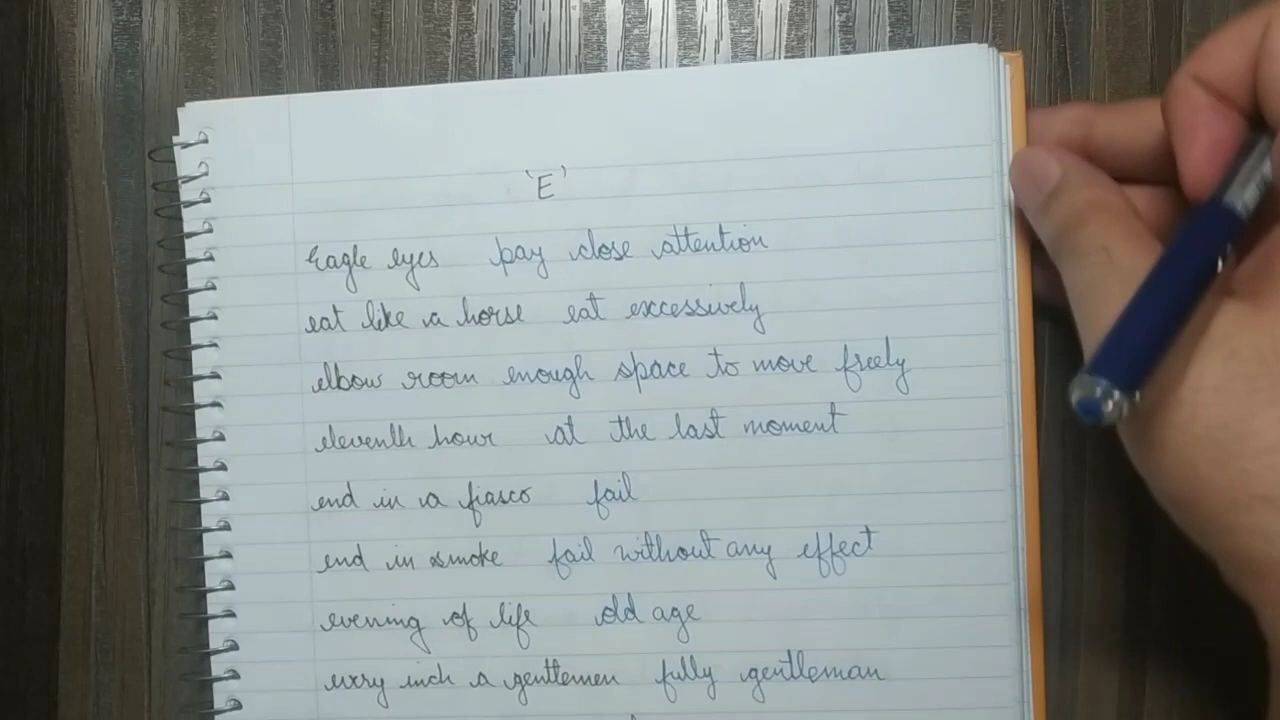 'E'
Eagle eyes pay close attention
eat like a horse eat excessively
elbow room enough space to move freely
eleventh hour at the last moment
end in a fiasco fail
end in smoke fail without any effect
evening of life old age
every inch a gentlemen fully gentleman